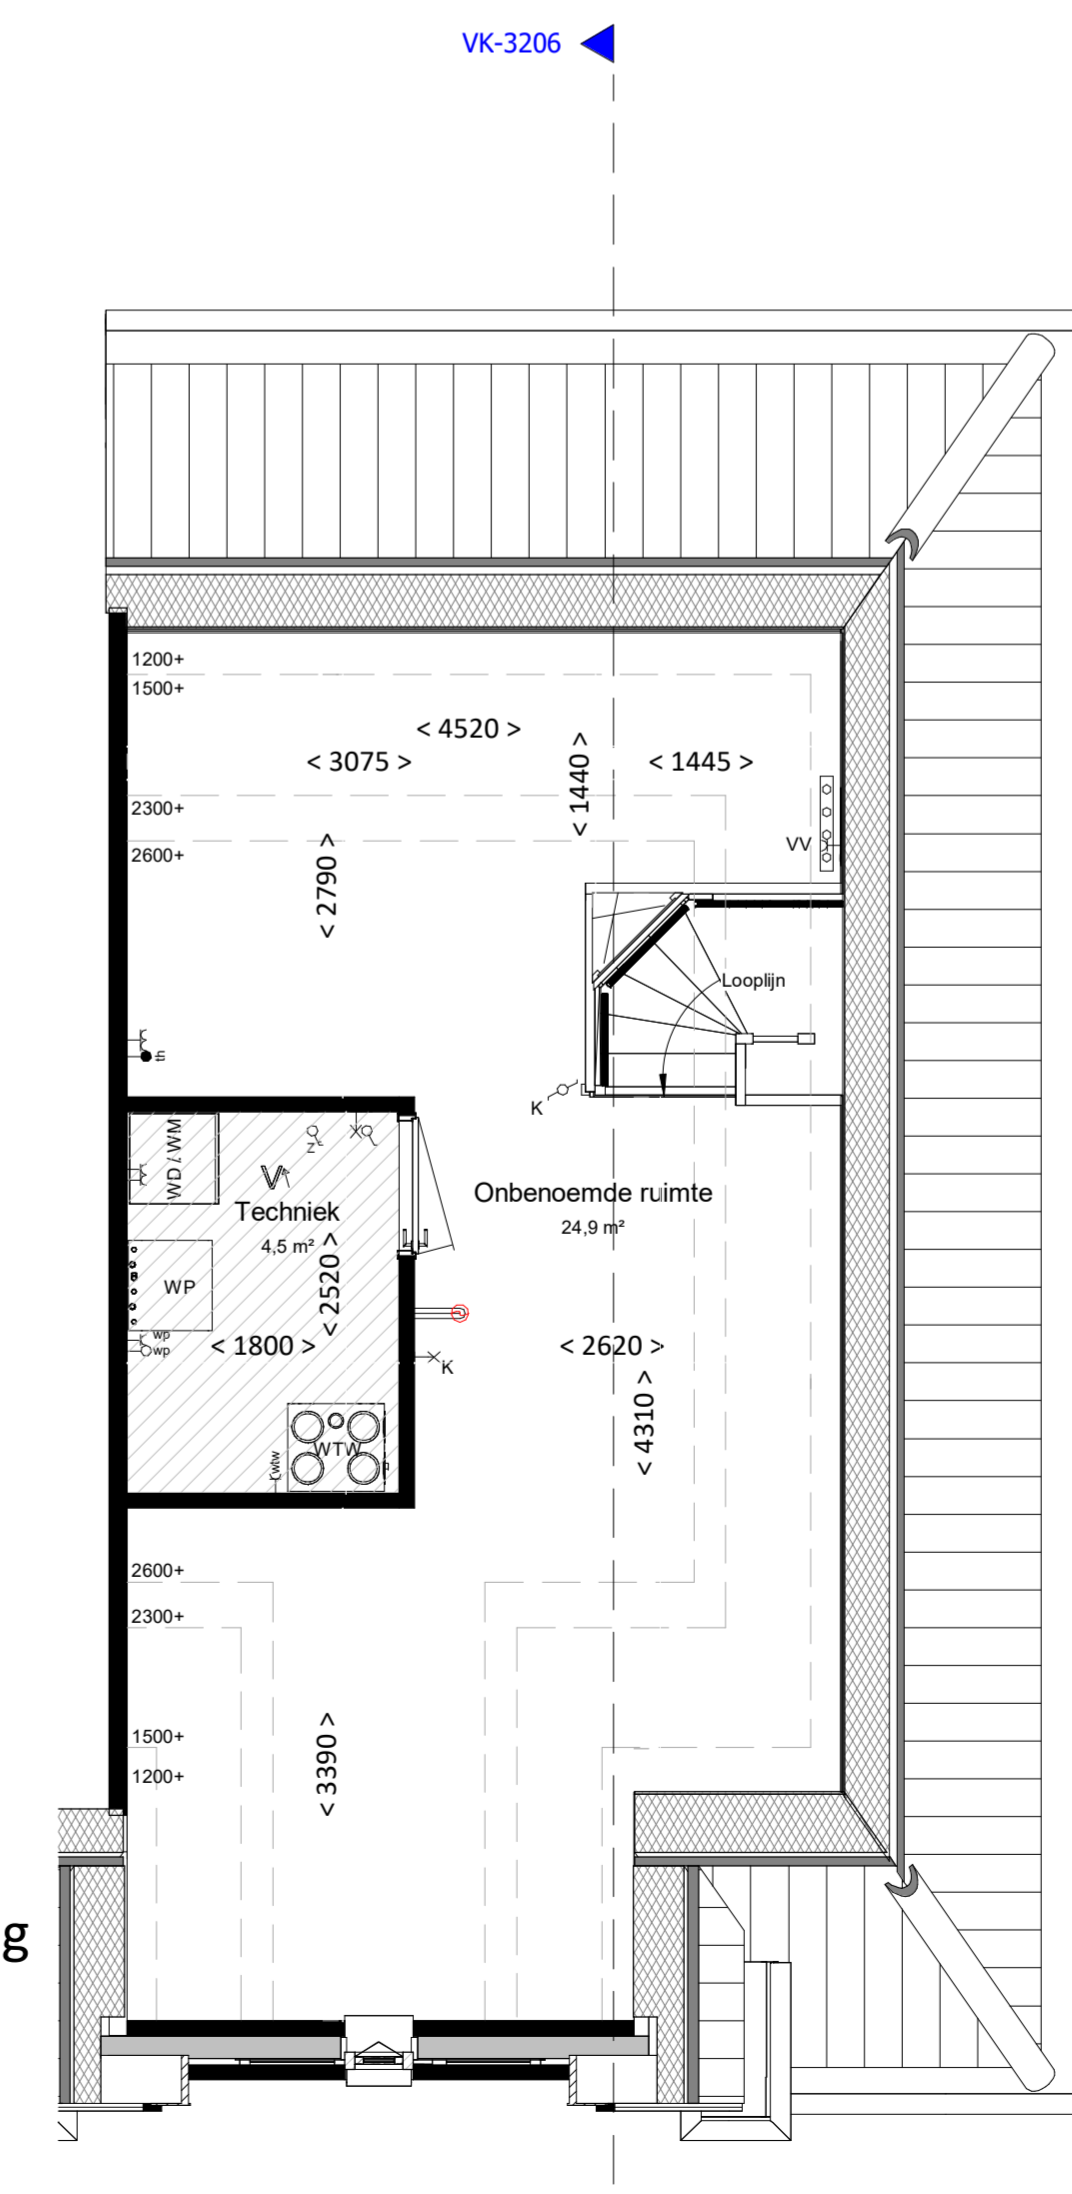 VK-3206
1200+
1500+
< 4520 >
< 3075 >
< 1440 >
< 1445 >
2300+
2600+
< 2790 >
VV
Looplijn
th
K
WD / WM
z
V
Techniek
4,5 m²
Onbenoemde ruimte
24,9 m²
< 2520 >
WP
wp
wp
< 1800 >
< 2620 >
K
< 4310 >
WTW
wtw
2600+
2300+
1500+
1200+
< 3390 >
g